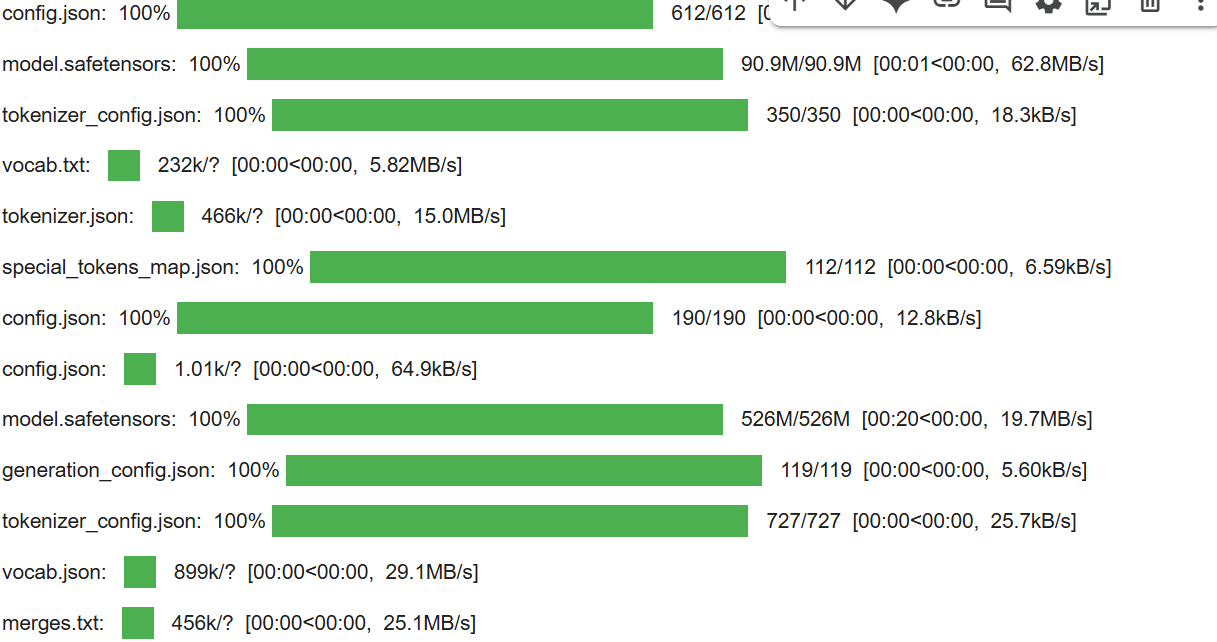 config.json: 100% 612/612 [0
model.safetensors: 100% 90.9M/90.9M [00:01<00:00, 62.8MB/s]
tokenizer_config.json: 100% 350/350 [00:00<00:00, 18.3kB/s]
vocab.txt: 232k/? [00:00<00:00, 5.82MB/s]
tokenizer.json: 466k/? [00:00<00:00, 15.0MB/s]
special_tokens_map.json: 100% 112/112 [00:00<00:00, 6.59kB/s]
config.json: 100% 190/190 [00:00<00:00, 12.8kB/s]
config.json: 1.01k/? [00:00<00:00, 64.9kB/s]
model.safetensors: 100% 526M/526M [00:20<00:00, 19.7MB/s]
generation_config.json: 100% 119/119 [00:00<00:00, 5.60kB/s]
tokenizer_config.json: 100% 727/727 [00:00<00:00, 25.7kB/s]
vocab.json: 899k/? [00:00<00:00, 29.1MB/s]
merges.txt: 456k/? [00:00<00:00, 25.1MB/s]